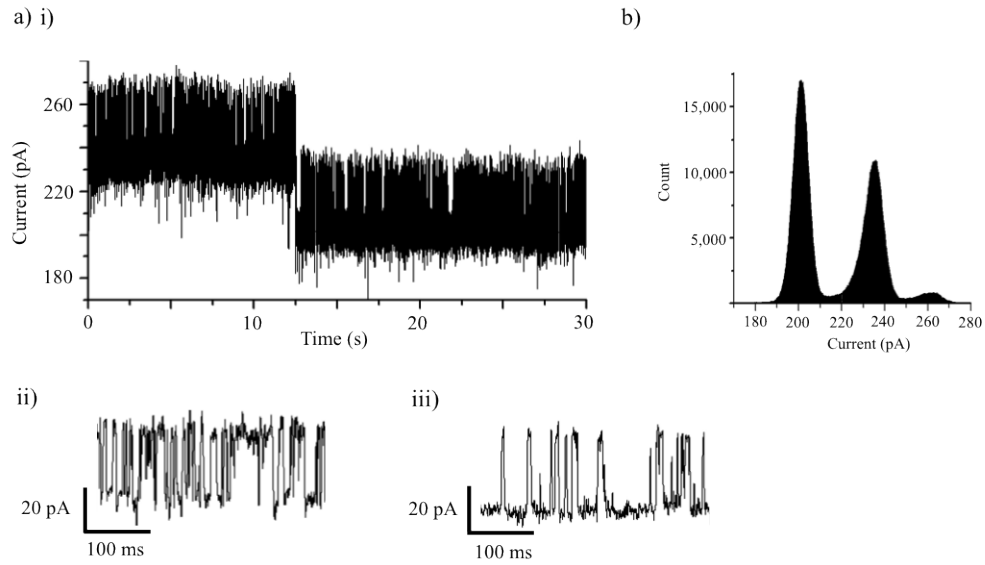 a) i)
b)
Current (pA)
260
220
180
0
10
20
30
Time (s)
Count
15,000
10,000
5,000
180 200 220 240 260 280
Current (pA)
ii)
20 pA
100 ms
iii)
20 pA
100 ms